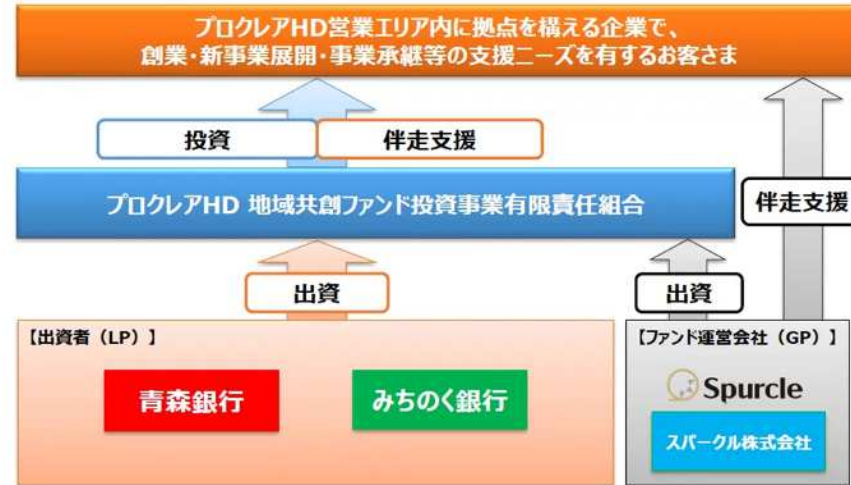 プロクレアHD営業エリア内に拠点を構える企業で、
創業・新事業展開・事業承継等の支援ニーズを有するお客さま
投資
伴走支援
プロクレアHD 地域共創ファンド投資事業有限責任組合
伴走支援
出資
出資
【出資者（LP）】
【ファンド運営会社（GP）】
青森銀行
みちのく銀行
Spurcle
スパークル株式会社